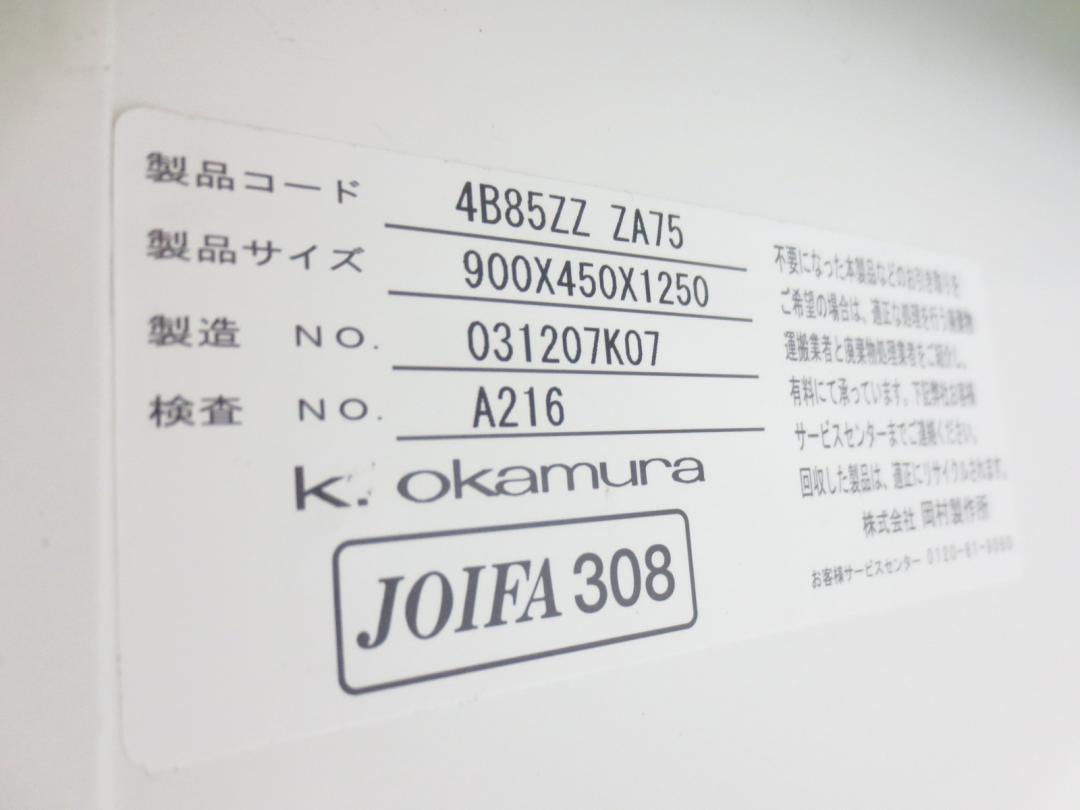 製品コード 4B85ZZ ZA75
製品サイズ 900X450X1250
製造 NO. 031207K07
検査 NO. A216
k. okamura
JOIFA 308
不要になった本製品などのお引き取りを
ご希望の場合は、適正な処理を行う廃棄物
運搬業者と廃棄物処理業者をご紹介し、
有料にて承っています。下記弊社お客様
サービスセンターまでご連絡ください。
回収した製品は、適正にリサイクルされます。
株式会社 岡村製作所
お客様サービスセンター